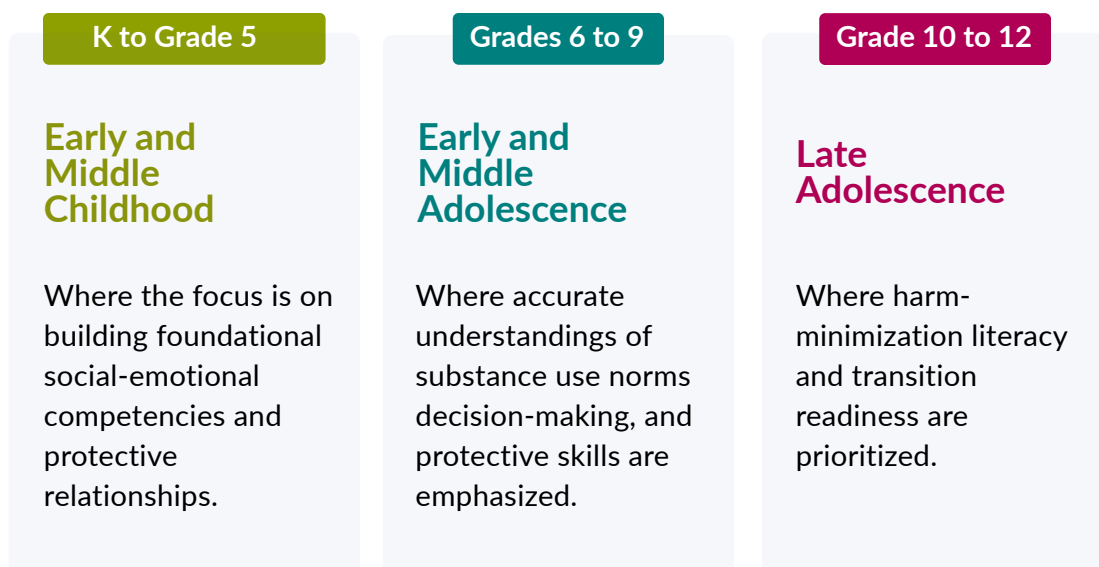 K to Grade 5
Early and
Middle
Childhood
Where the focus is on
building foundational
social-emotional
competencies and
protective
relationships.
Grades 6 to 9
Early and
Middle
Adolescence
Where accurate
understandings of
substance use norms
decision-making, and
protective skills are
emphasized.
Grade 10 to 12
Late
Adolescence
Where harm-
minimization literacy
and transition
readiness are
prioritized.